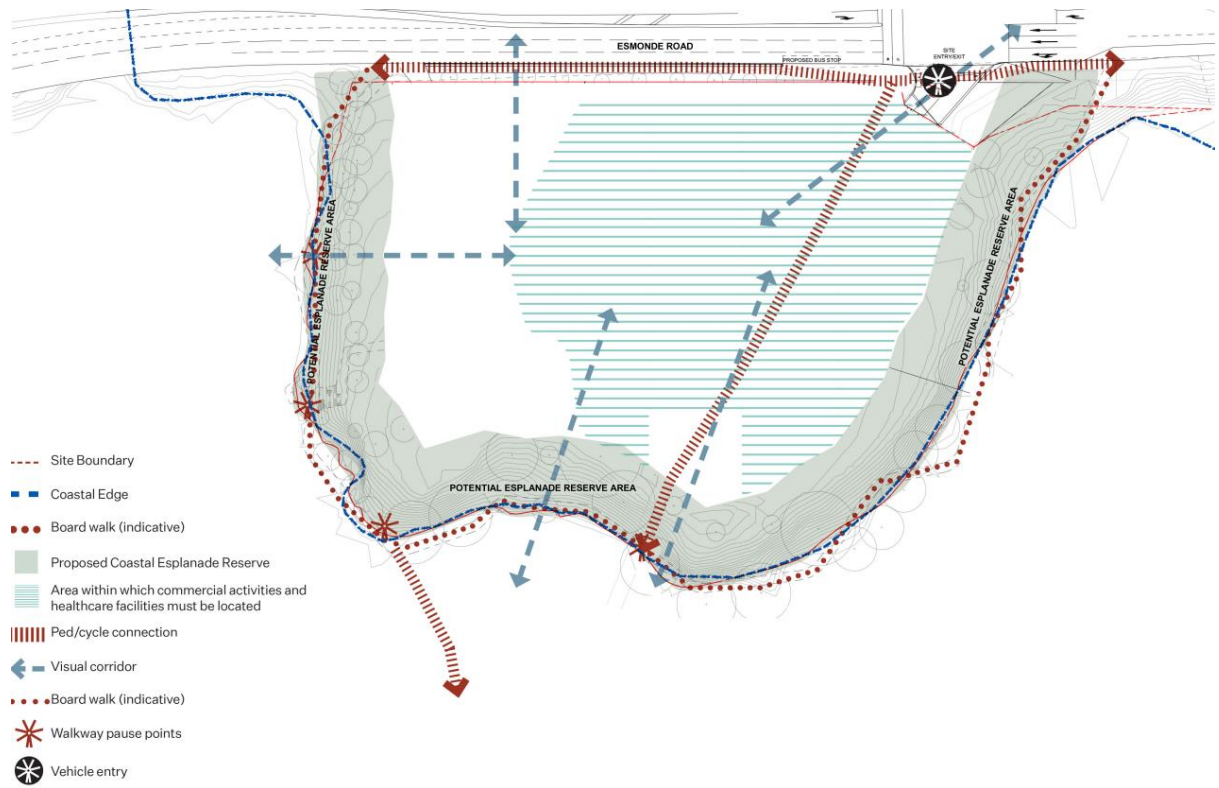 ESMONDE ROAD
PROPOSED BUS STOP
SITE
ENTRY/EXIT
POTENTIAL ESPLANADE RESERVE AREA
POTENTIAL ESPLANADE RESERVE AREA
POTENTIAL ESPLANADE RESERVE AREA
Site Boundary
Coastal Edge
Board walk (indicative)
Proposed Coastal Esplanade Reserve
Area within which commercial activities and
healthcare facilities must be located
Ped/cycle connection
Visual corridor
Board walk (indicative)
Walkway pause points
Vehicle entry